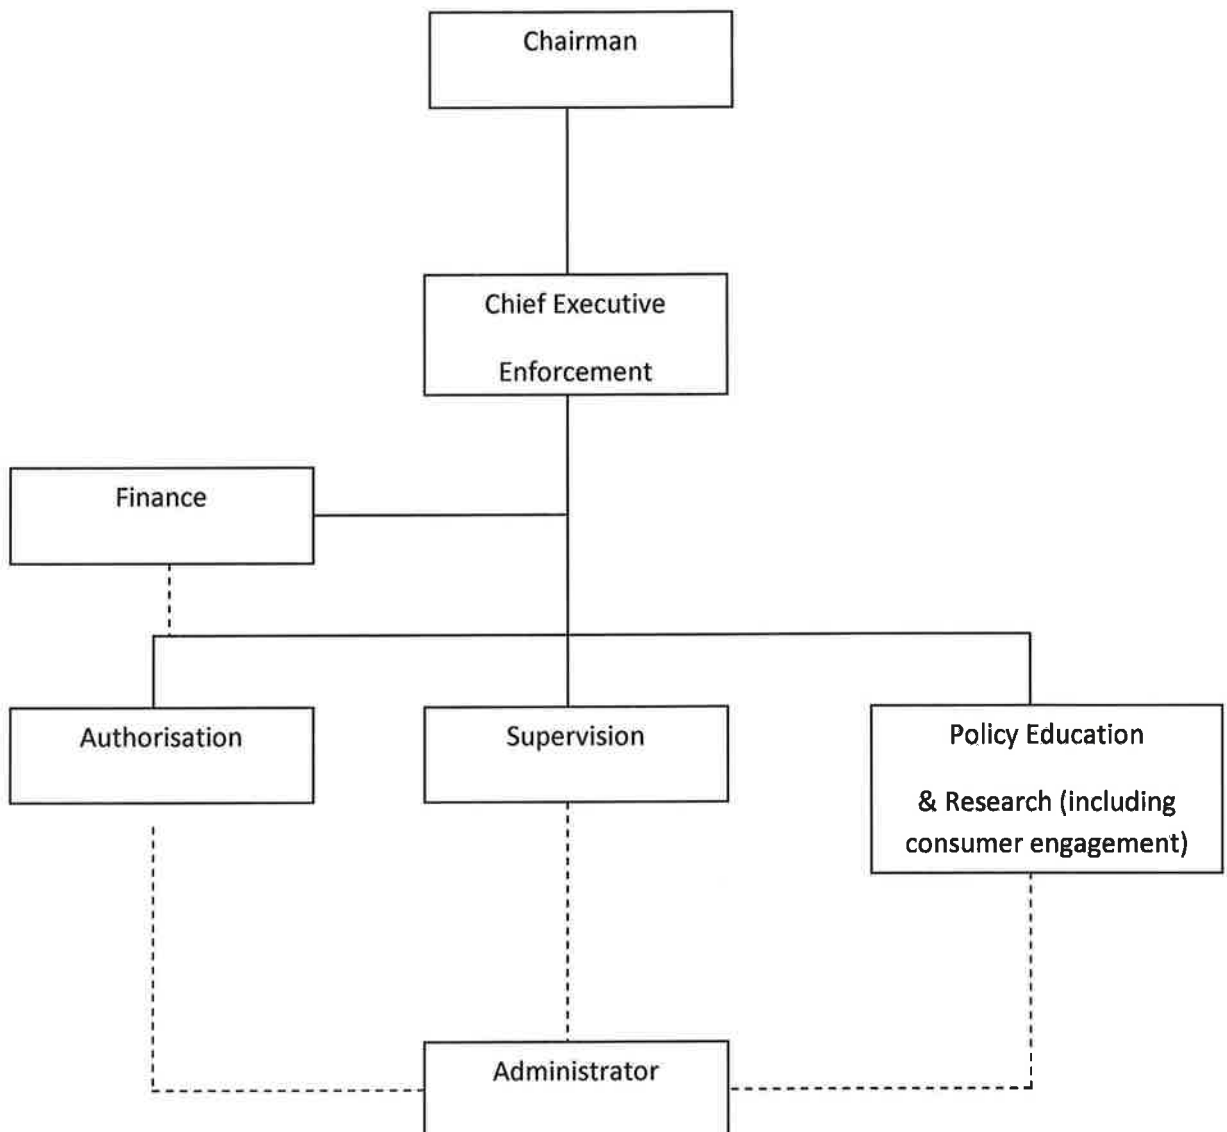 Chairman
Chief Executive
Enforcement
Finance
Authorisation
Supervision
Policy Education
& Research (including
consumer engagement)
Administrator